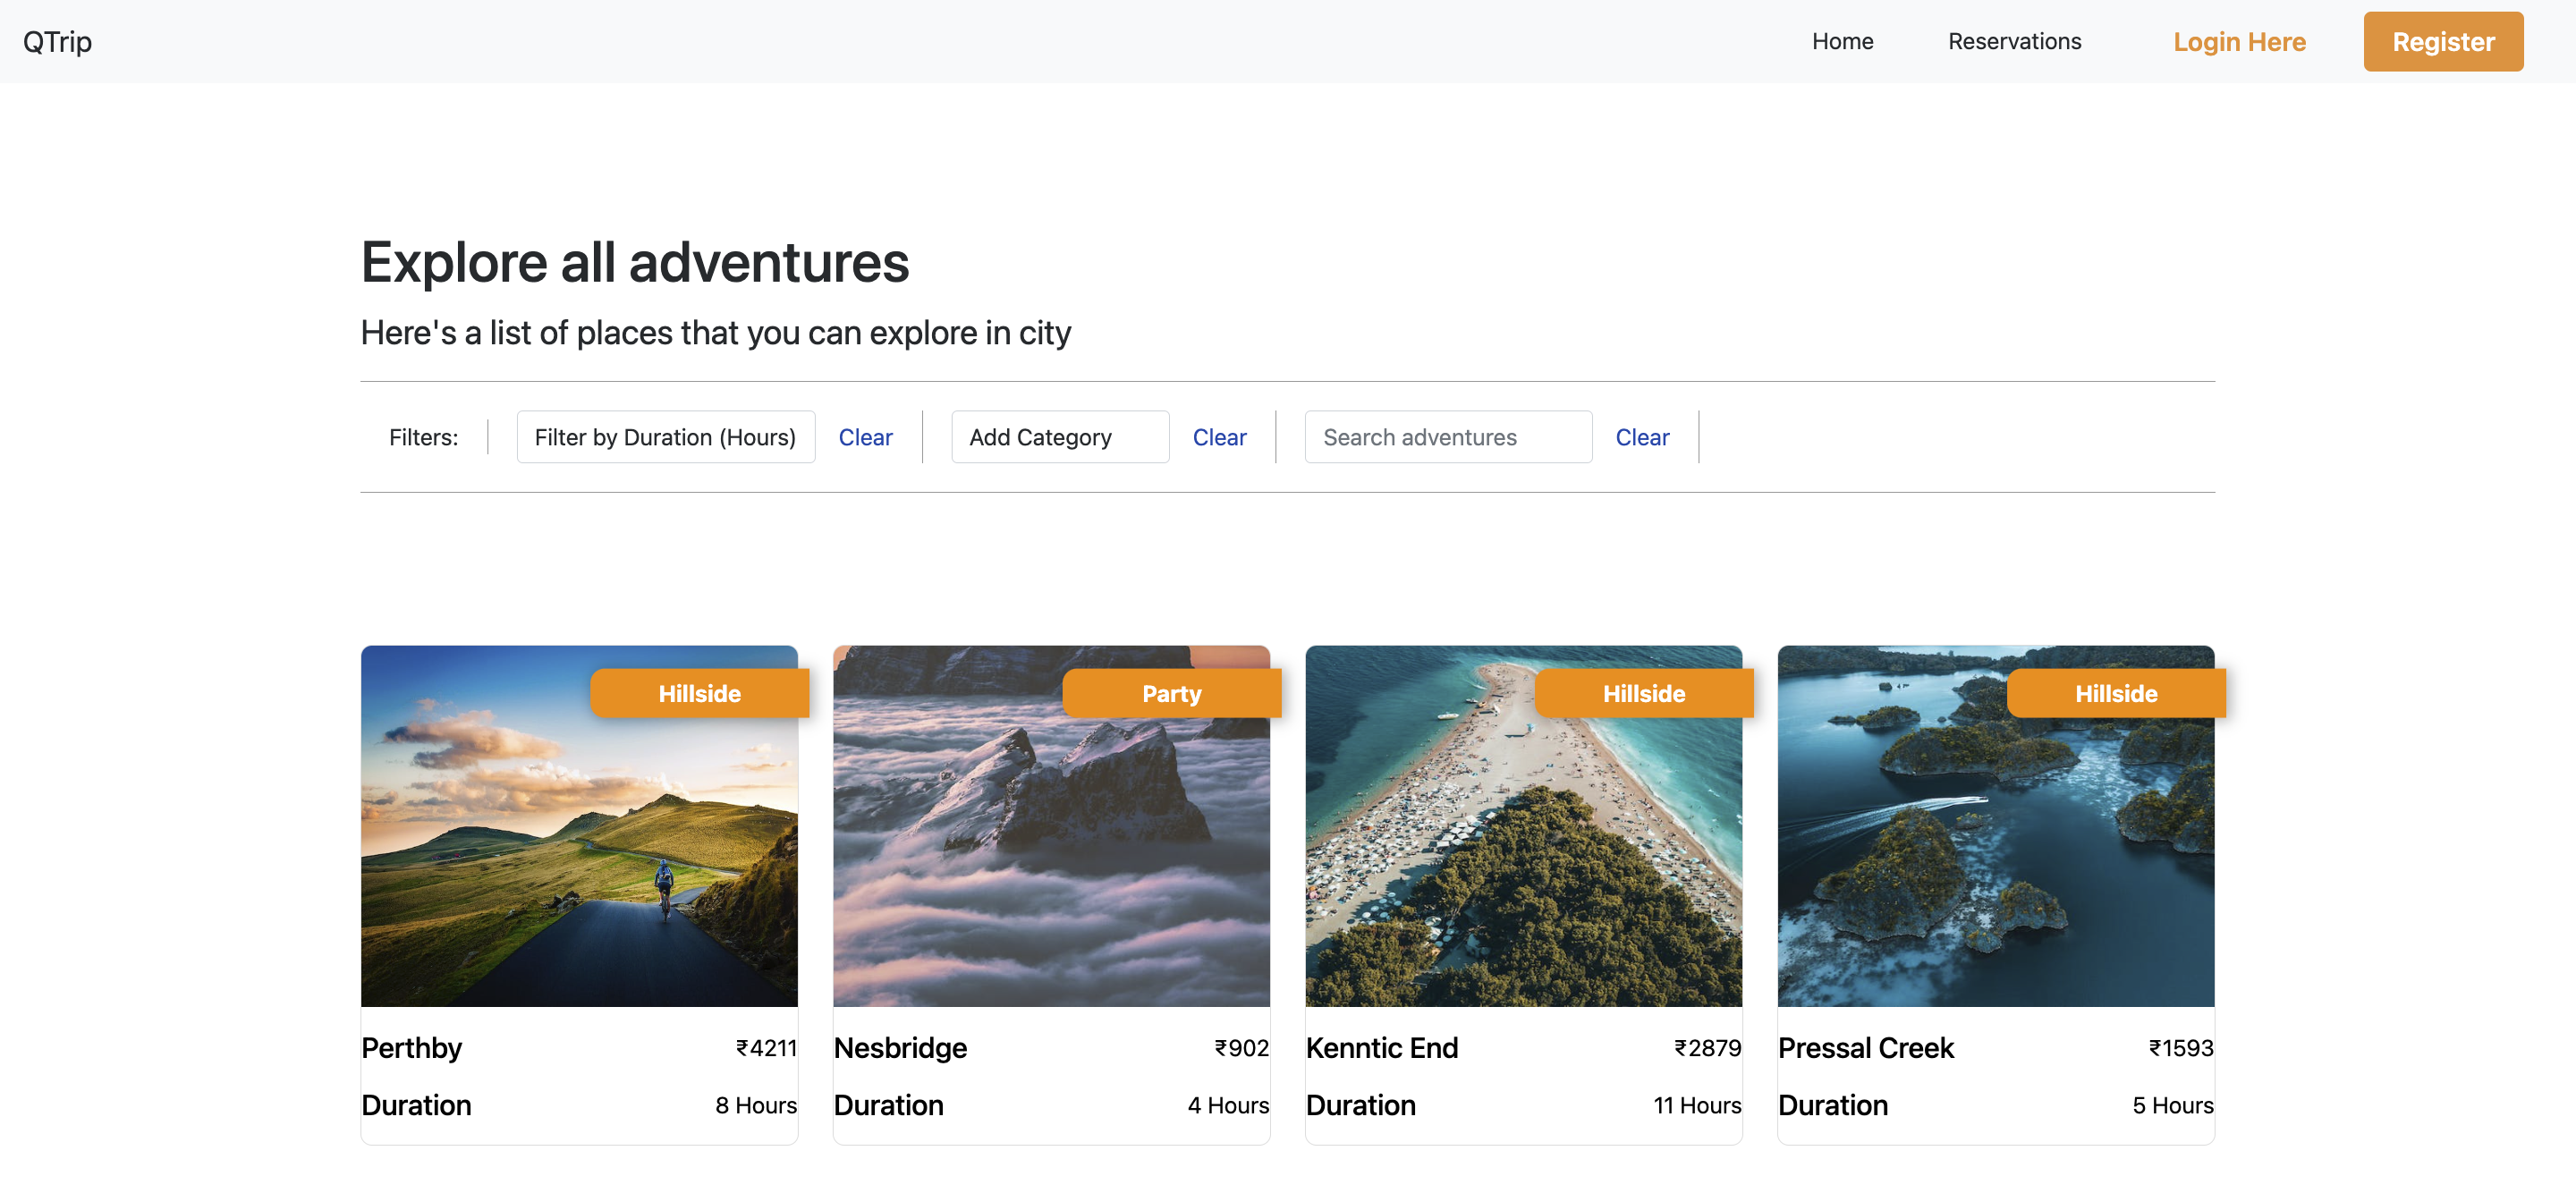 QTrip Home Reservations Login Here Register
Explore all adventures
Here's a list of places that you can explore in city
Filters: Filter by Duration (Hours) Clear Add Category Clear Search adventures Clear
Hillside Party Hillside Hillside
Perthby ₹4211 Nesbridge ₹902 Kenntic End ₹2879 Pressal Creek ₹1593
Duration 8 Hours Duration 4 Hours Duration 11 Hours Duration 5 Hours